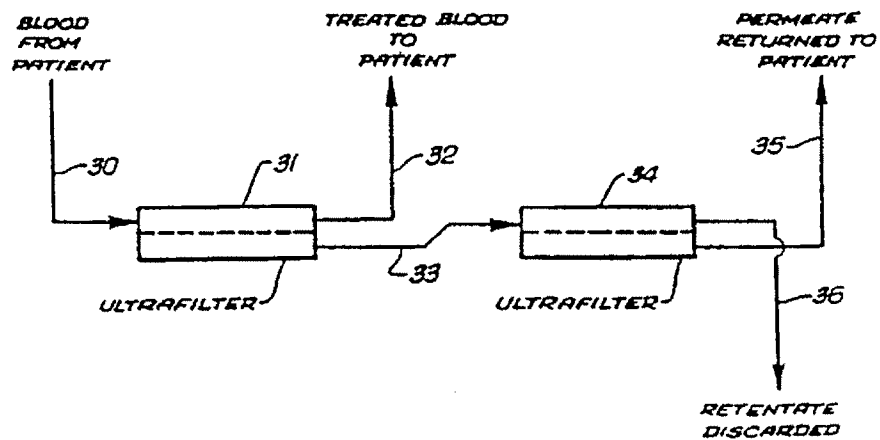 BLOOD
FROM
PATIENT
TREATED BLOOD
TO
PATIENT
PERMEATE
RETURNED TO
PATIENT
30
31
32
33
34
35
36
ULTRAFILTER
ULTRAFILTER
RETENTATE
DISCARDED